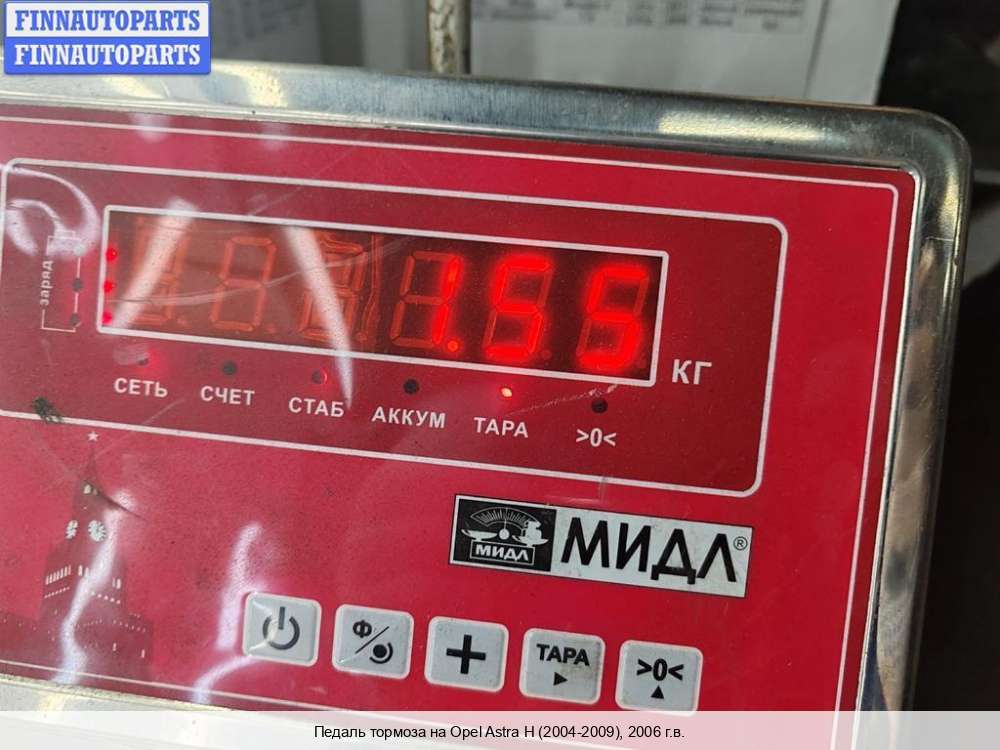 FINNAUTOPARTS
FINNAUTOPARTS
заряд
1.55
КГ
СЕТЬ СЧЕТ СТАБ АККУМ ТАРА >0<
МИДЛ МИДЛ®
Ф
ТАРА
>0<
Педаль тормоза на Opel Astra H (2004-2009), 2006 г.в.